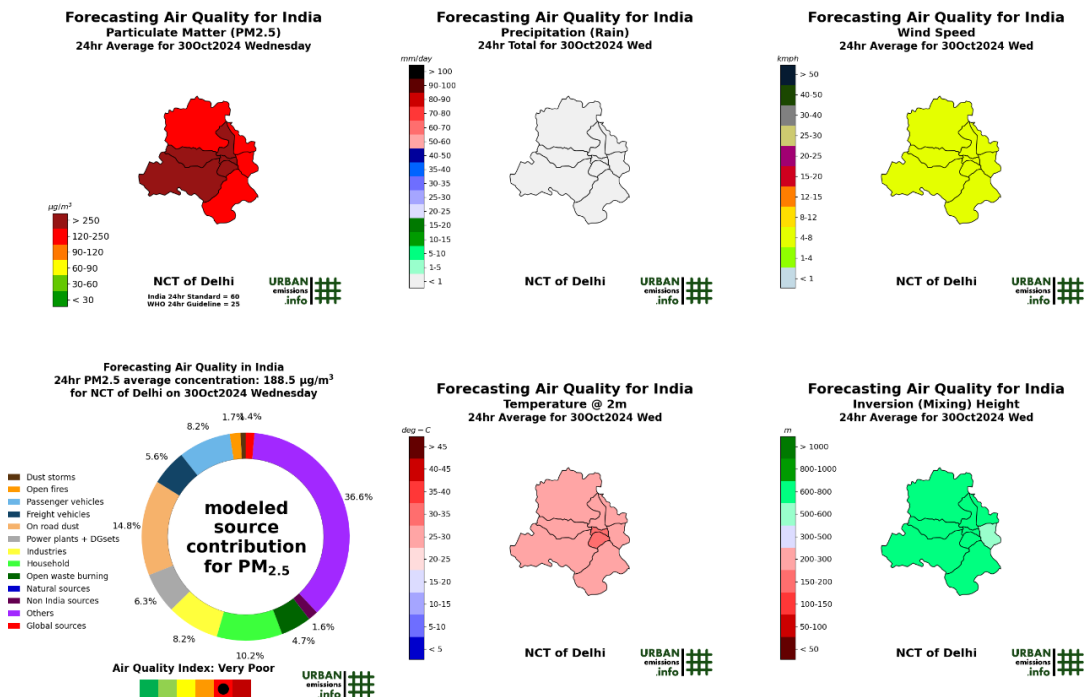 Forecasting Air Quality for India
Particulate Matter (PM2.5)
24hr Average for 30Oct2024 Wednesday
μg/m³
> 250
120-250
90-120
60-90
30-60
< 30
NCT of Delhi
India 24hr Standard = 60
WHO 24hr Guideline = 25
URBAN
emissions
.info
Forecasting Air Quality for India
Precipitation (Rain)
24hr Total for 30Oct2024 Wed
mm/day
> 100
90-100
80-90
70-80
60-70
50-60
40-50
35-40
30-35
25-30
20-25
15-20
10-15
5-10
1-5
< 1
NCT of Delhi
URBAN
emissions
.info
Forecasting Air Quality for India
Wind Speed
24hr Average for 30Oct2024 Wed
kmph
> 50
40-50
30-40
25-30
20-25
15-20
12-15
8-12
4-8
1-4
< 1
NCT of Delhi
URBAN
emissions
.info
Forecasting Air Quality in India
24hr PM2.5 average concentration: 188.5 μg/m³
for NCT of Delhi on 30Oct2024 Wednesday
Dust storms
Open fires
Passenger vehicles
Freight vehicles
On road dust
Power plants + DGsets
Industries
Household
Open waste burning
Natural sources
Non India sources
Others
Global sources
1.7%
1.4%
8.2%
5.6%
14.8%
6.3%
8.2%
10.2%
4.7%
1.6%
36.6%
modeled
source
contribution
for PM₂.₅
Air Quality Index: Very Poor
URBAN
emissions
.info
Forecasting Air Quality for India
Temperature @ 2m
24hr Average for 30Oct2024 Wed
deg-C
> 45
40-45
35-40
30-35
25-30
20-25
15-20
10-15
5-10
< 5
NCT of Delhi
URBAN
emissions
.info
Forecasting Air Quality for India
Inversion (Mixing) Height
24hr Average for 30Oct2024 Wed
m
> 1000
800-1000
600-800
500-600
300-500
200-300
150-200
100-150
50-100
< 50
NCT of Delhi
URBAN
emissions
.info